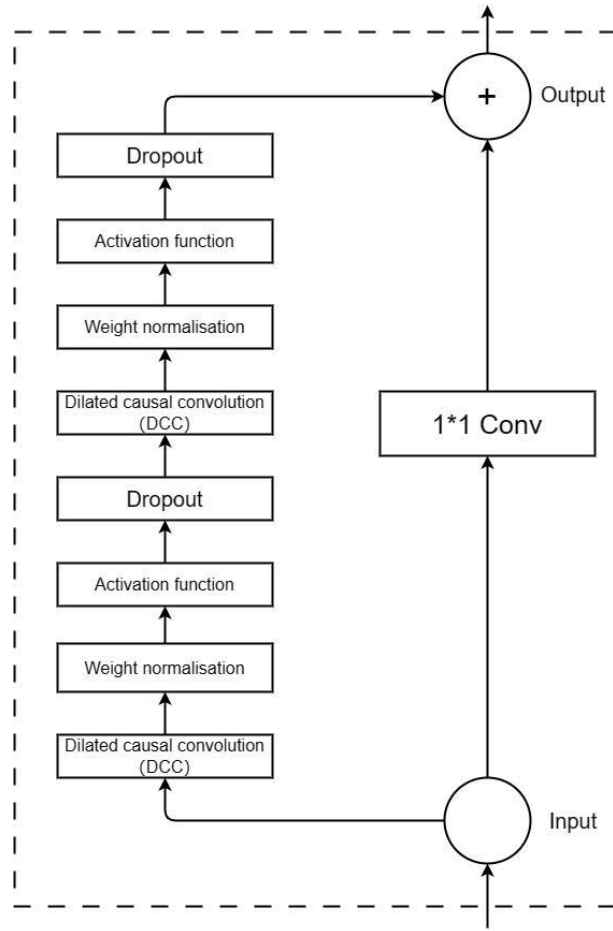 +
Output
Dropout
Activation function
Weight normalisation
Dilated causal convolution
(DCC)
1*1 Conv
Dropout
Activation function
Weight normalisation
Dilated causal convolution
(DCC)
Input